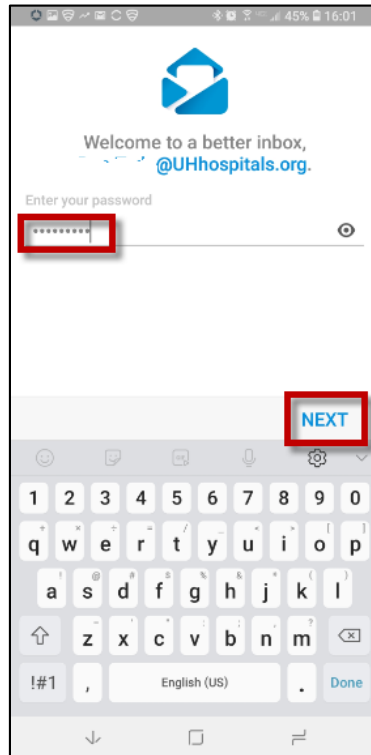 45% 16:01
Welcome to a better inbox,
@UHhospitals.org.
Enter your password
•••••••••
NEXT
1 2 3 4 5 6 7 8 9 0
q w e r t y u i o p
a s d f g h j k l
z x c v b n m
!#1 , English (US) . Done